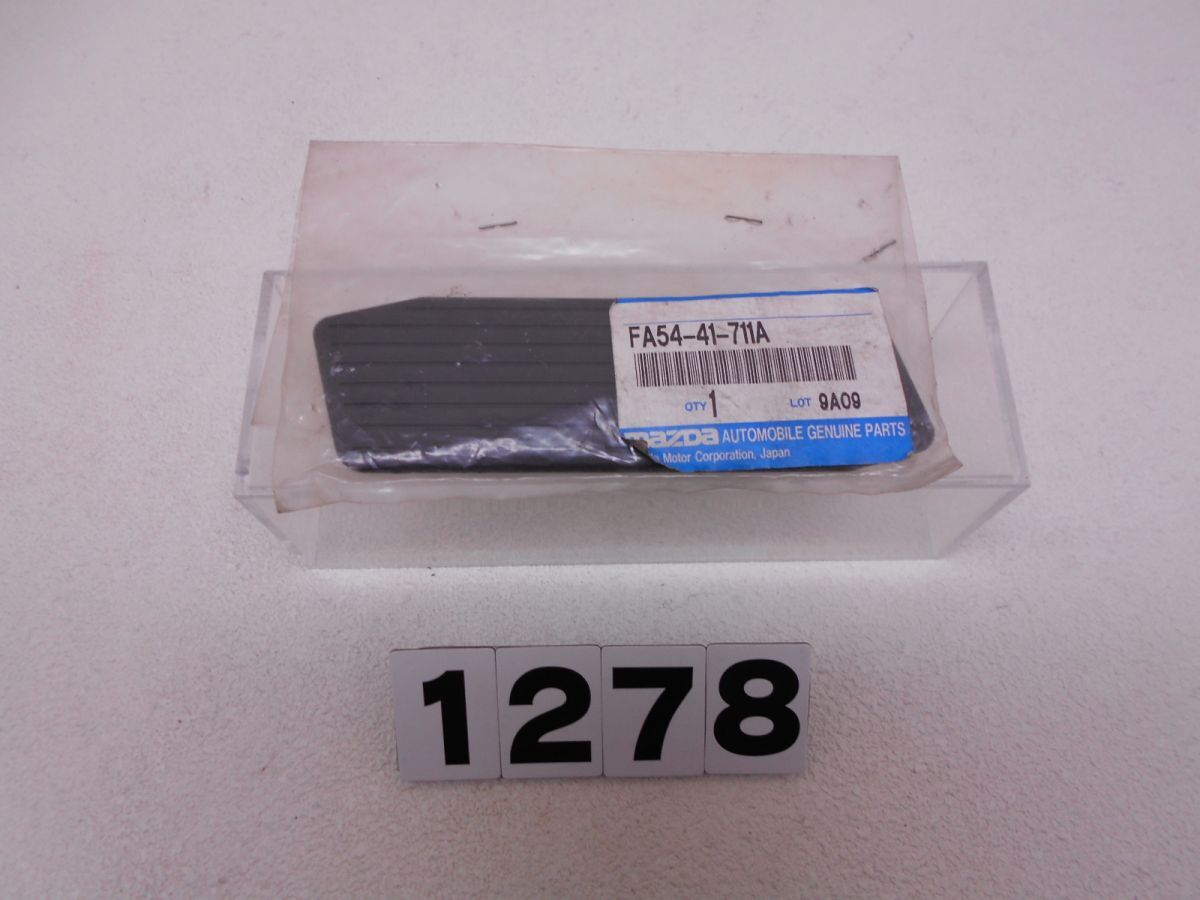 FA54-41-711A
QTY 1 LOT 9A09
mazda AUTOMOBILE GENUINE PARTS
Motor Corporation, Japan
1278